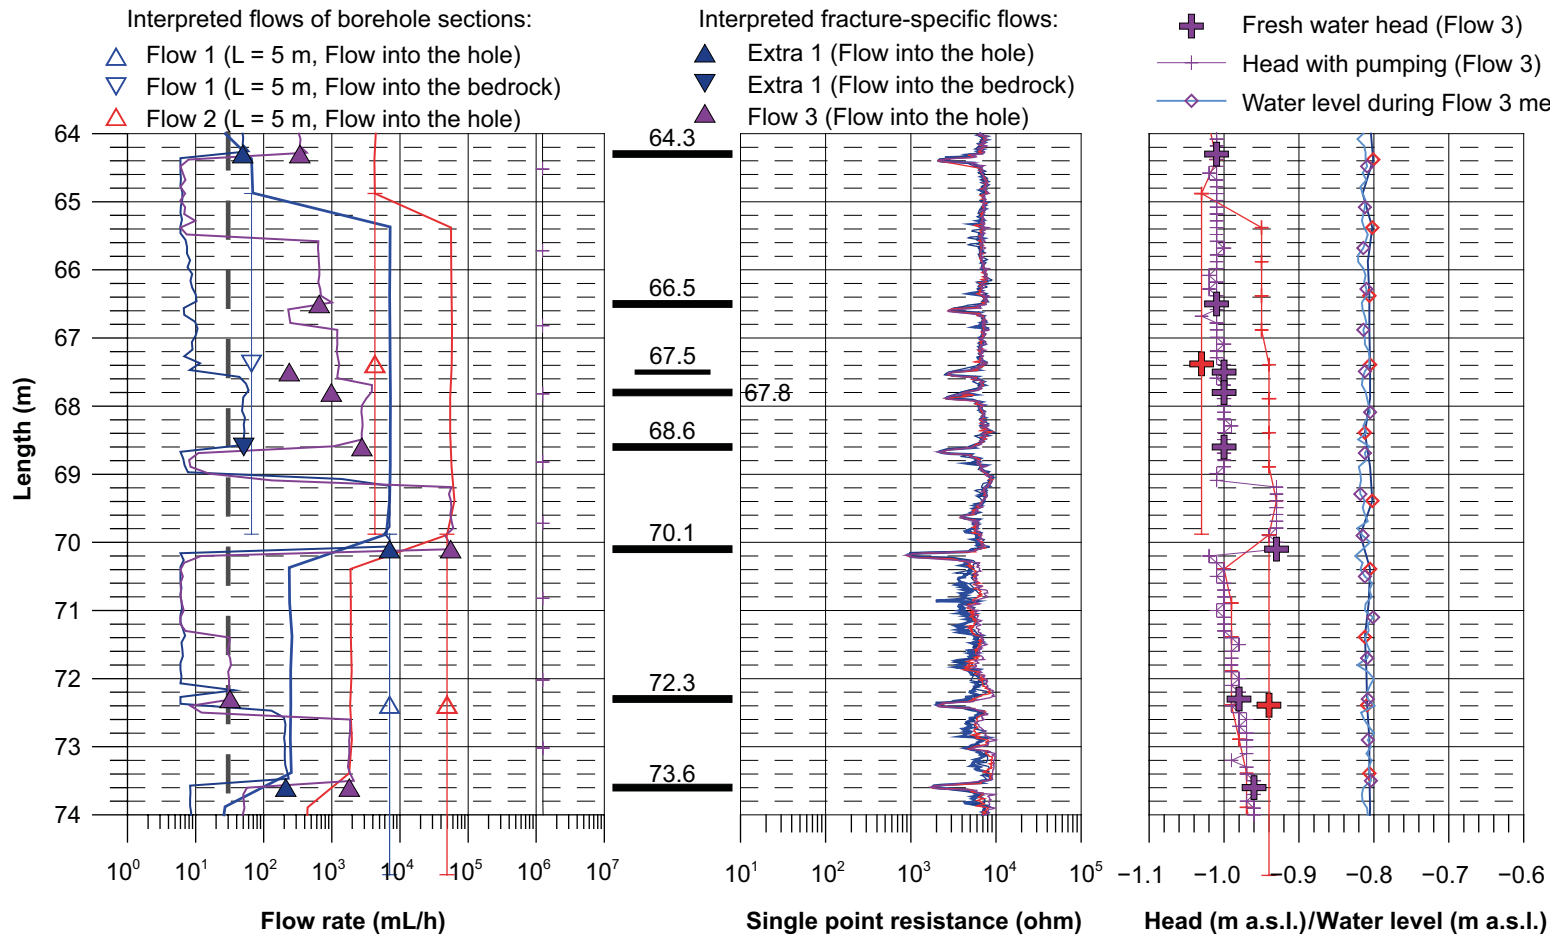 Interpreted flows of borehole sections:
Flow 1 (L = 5 m, Flow into the hole)
Flow 1 (L = 5 m, Flow into the bedrock)
Flow 2 (L = 5 m, Flow into the hole)
Interpreted fracture-specific flows:
Extra 1 (Flow into the hole)
Extra 1 (Flow into the bedrock)
Flow 3 (Flow into the hole)
Fresh water head (Flow 3)
Head with pumping (Flow 3)
Water level during Flow 3 me
Length (m)
64
65
66
67
68
69
70
71
72
73
74
10⁰ 10¹ 10² 10³ 10⁴ 10⁵ 10⁶ 10⁷
Flow rate (mL/h)
64.3
66.5
67.5
67.8
68.6
70.1
72.3
73.6
10¹ 10² 10³ 10⁴ 10⁵
Single point resistance (ohm)
−1.1 −1.0 −0.9 −0.8 −0.7 −0.6
Head (m a.s.l.)/Water level (m a.s.l.)